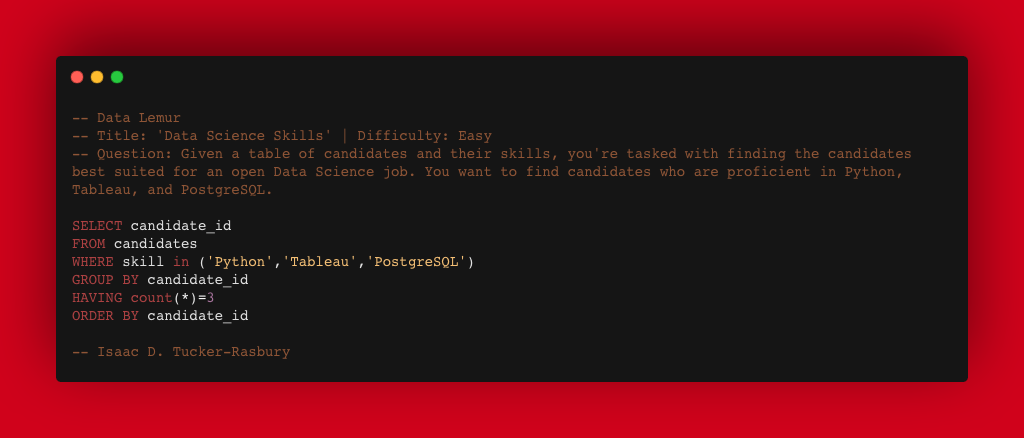 -- Data Lemur
-- Title: 'Data Science Skills' | Difficulty: Easy
-- Question: Given a table of candidates and their skills, you're tasked with finding the candidates
best suited for an open Data Science job. You want to find candidates who are proficient in Python,
Tableau, and PostgreSQL.
SELECT candidate_id
FROM candidates
WHERE skill in ('Python','Tableau','PostgreSQL')
GROUP BY candidate_id
HAVING count(*)=3
ORDER BY candidate_id
-- Isaac D. Tucker-Rasbury